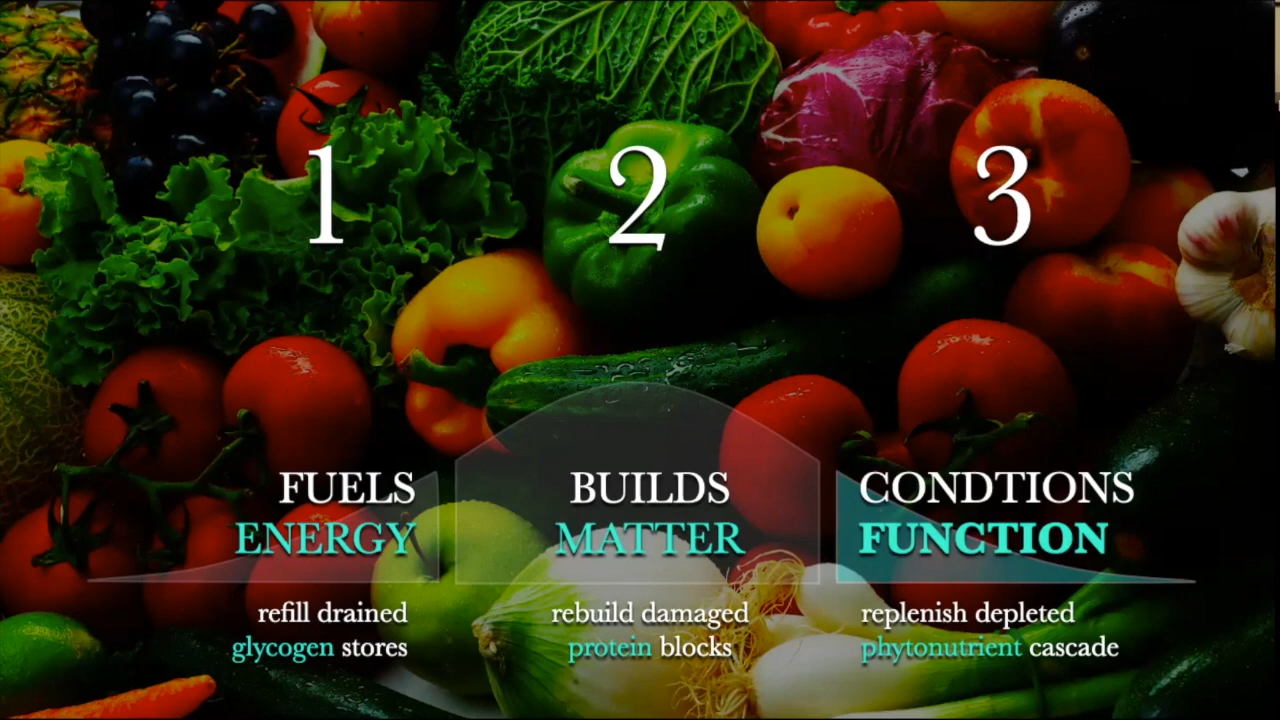 1
2
3
FUELS
ENERGY
BUILDS
MATTER
CONDTIONS
FUNCTION
refill drained
glycogen stores
rebuild damaged
protein blocks
replenish depleted
phytonutrient cascade